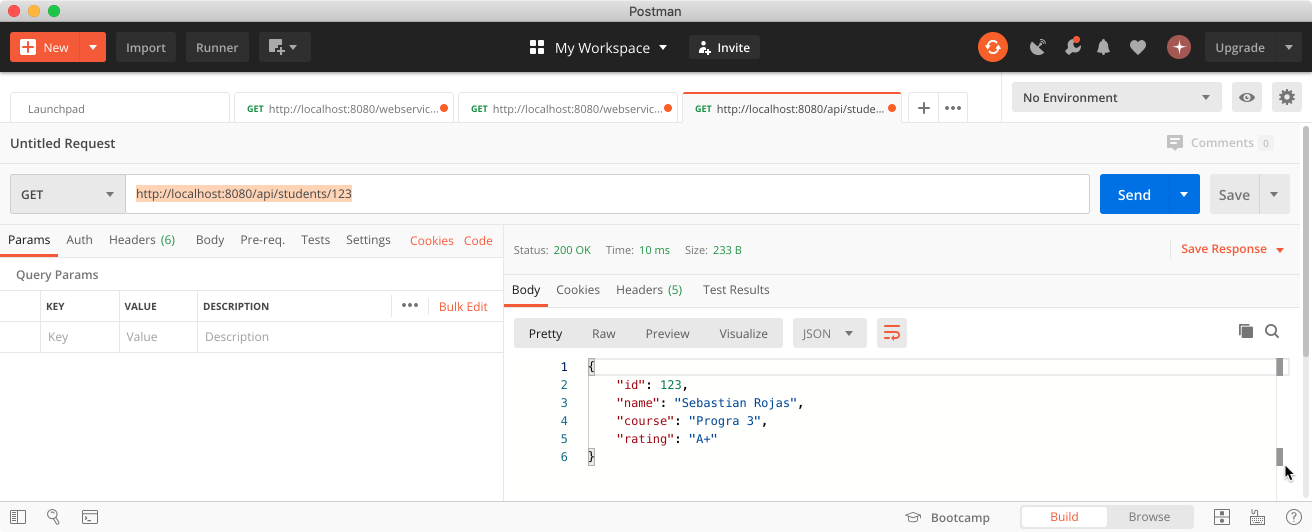 Postman
New Import Runner My Workspace Invite Upgrade
Launchpad GET http://localhost:8080/webservic... GET http://localhost:8080/webservic... GET http://localhost:8080/api/stude... + ••• No Environment
Untitled Request Comments 0
GET http://localhost:8080/api/students/123 Send Save
Params Auth Headers (6) Body Pre-req. Tests Settings Cookies Code
Query Params
KEY VALUE DESCRIPTION ••• Bulk Edit
Key Value Description
Status: 200 OK Time: 10 ms Size: 233 B Save Response
Body Cookies Headers (5) Test Results
Pretty Raw Preview Visualize JSON
1 {
2 "id": 123,
3 "name": "Sebastian Rojas",
4 "course": "Progra 3",
5 "rating": "A+"
6 }
Bootcamp Build Browse ?